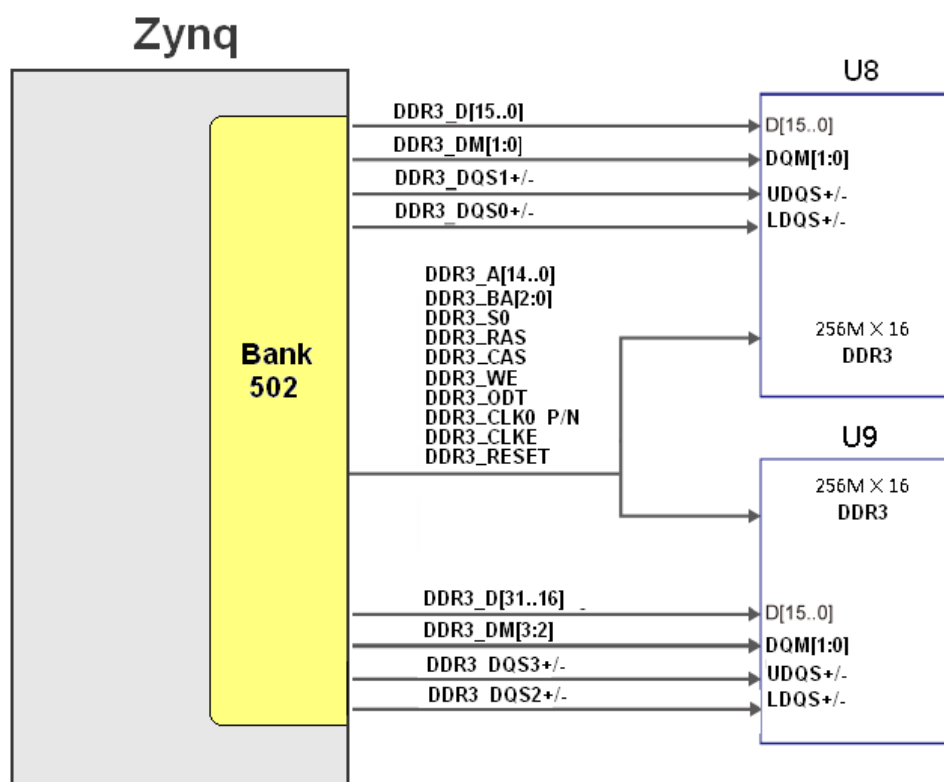 Zynq
U8
DDR3_D[15..0]
D[15..0]
DDR3_DM[1:0]
DQM[1:0]
DDR3_DQS1+/-
UDQS+/-
DDR3_DQS0+/-
LDQS+/-
DDR3_A[14..0]
DDR3_BA[2:0]
DDR3_S0
DDR3_RAS
DDR3_CAS
DDR3_WE
DDR3_ODT
DDR3_CLK0 P/N
DDR3_CLKE
DDR3_RESET
256M × 16
DDR3
Bank
502
U9
256M × 16
DDR3
DDR3_D[31..16]
D[15..0]
DDR3_DM[3:2]
DQM[1:0]
DDR3 DQS3+/-
UDQS+/-
DDR3 DQS2+/-
LDQS+/-